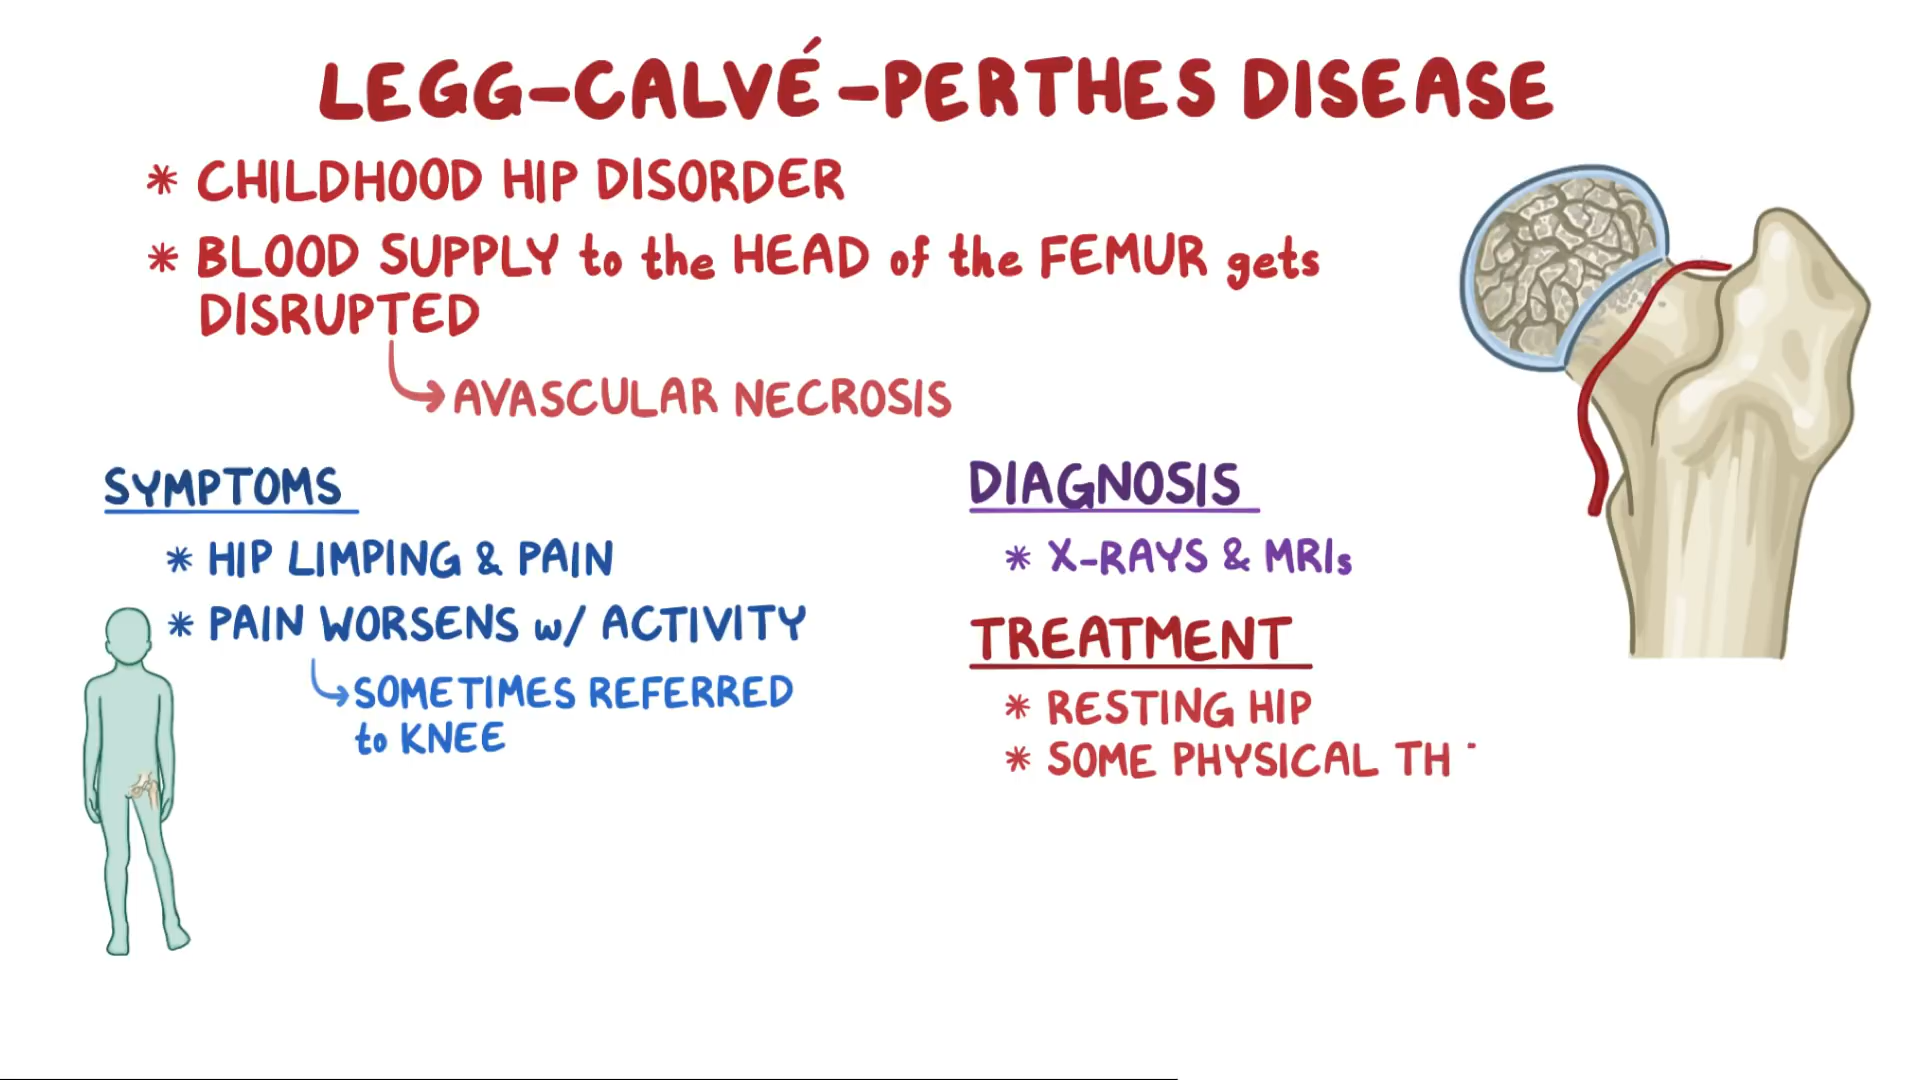 LEGG-CALVÉ-PERTHES DISEASE
* CHILDHOOD HIP DISORDER
* BLOOD SUPPLY to the HEAD of the FEMUR gets
DISRUPTED
AVASCULAR NECROSIS
SYMPTOMS
* HIP LIMPING & PAIN
* PAIN WORSENS w/ ACTIVITY
SOMETIMES REFERRED
to KNEE
DIAGNOSIS
* X-RAYS & MRIs
TREATMENT
* RESTING HIP
* SOME PHYSICAL TH